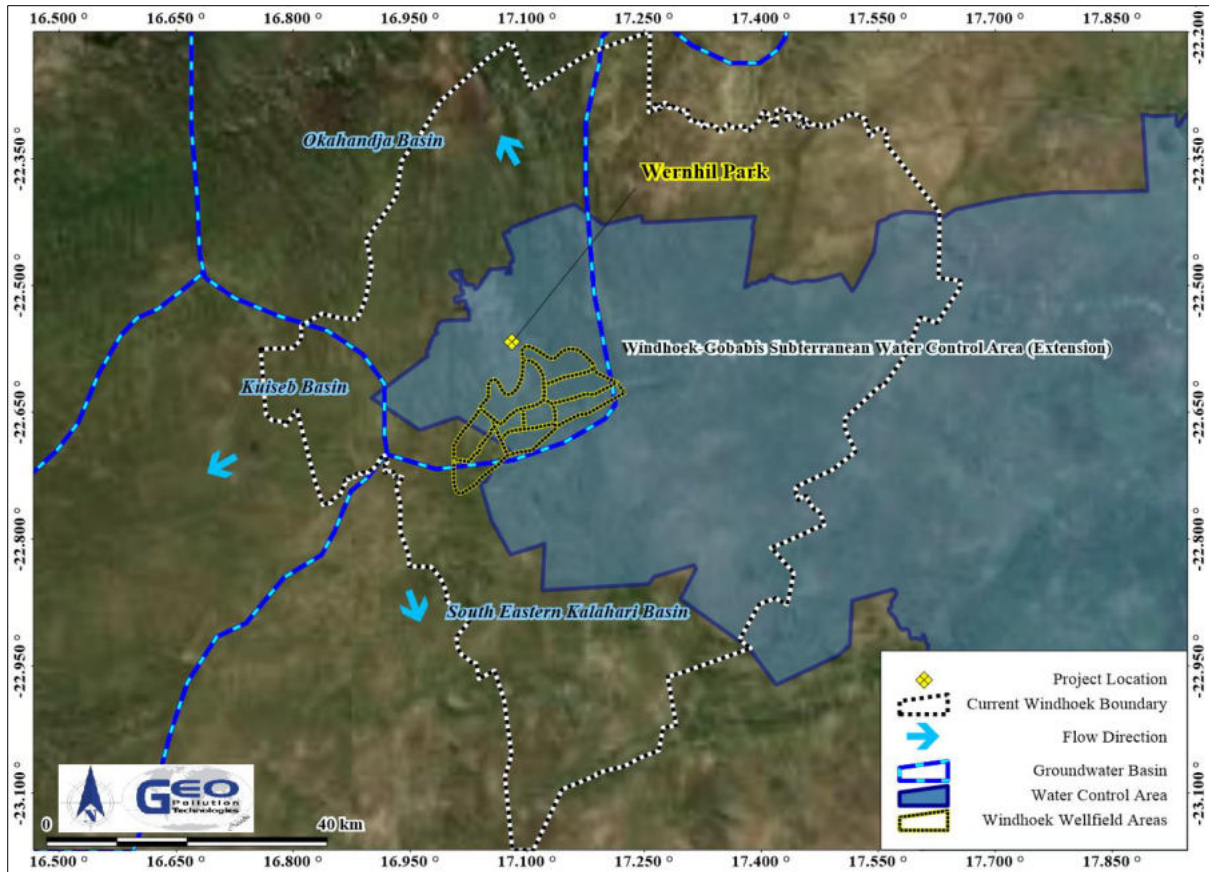 16.500 ° 16.650 ° 16.800 ° 16.950 ° 17.100 ° 17.250 ° 17.400 ° 17.550 ° 17.700 ° 17.850 °
-22.200
-22.350
-22.500
-22.650
-22.800
-22.950
-23.100
Okahandja Basin
Wernhil Park
Windhoek-Gobabis Subterranean Water Control Area (Extension)
Kuiseb Basin
South Eastern Kalahari Basin
-22.200
-22.350
-22.500
-22.650
-22.800
-22.950
-23.100
Project Location
Current Windhoek Boundary
Flow Direction
Groundwater Basin
Water Control Area
Windhoek Wellfield Areas
N
GEO
Pollution
Technologies
0 40 km
16.500 ° 16.650 ° 16.800 ° 16.950 ° 17.100 ° 17.250 ° 17.400 ° 17.550 ° 17.700 ° 17.850 °